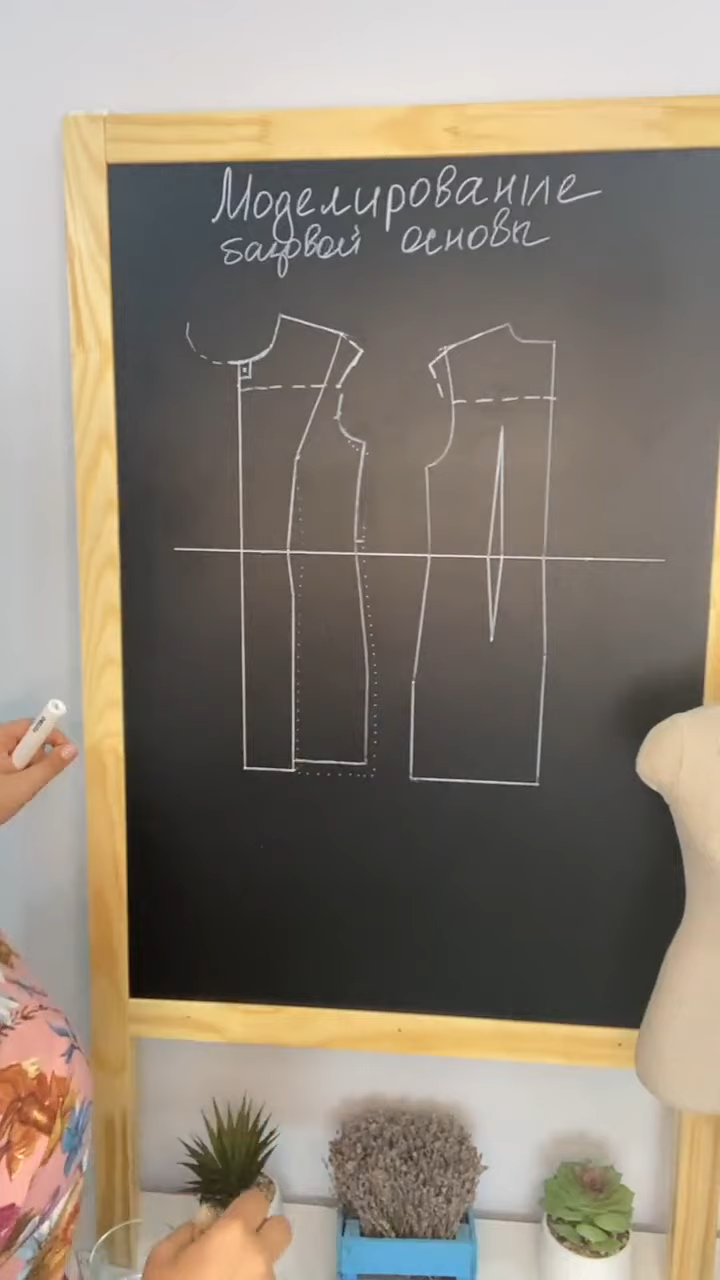 Моделирование
базовой основы